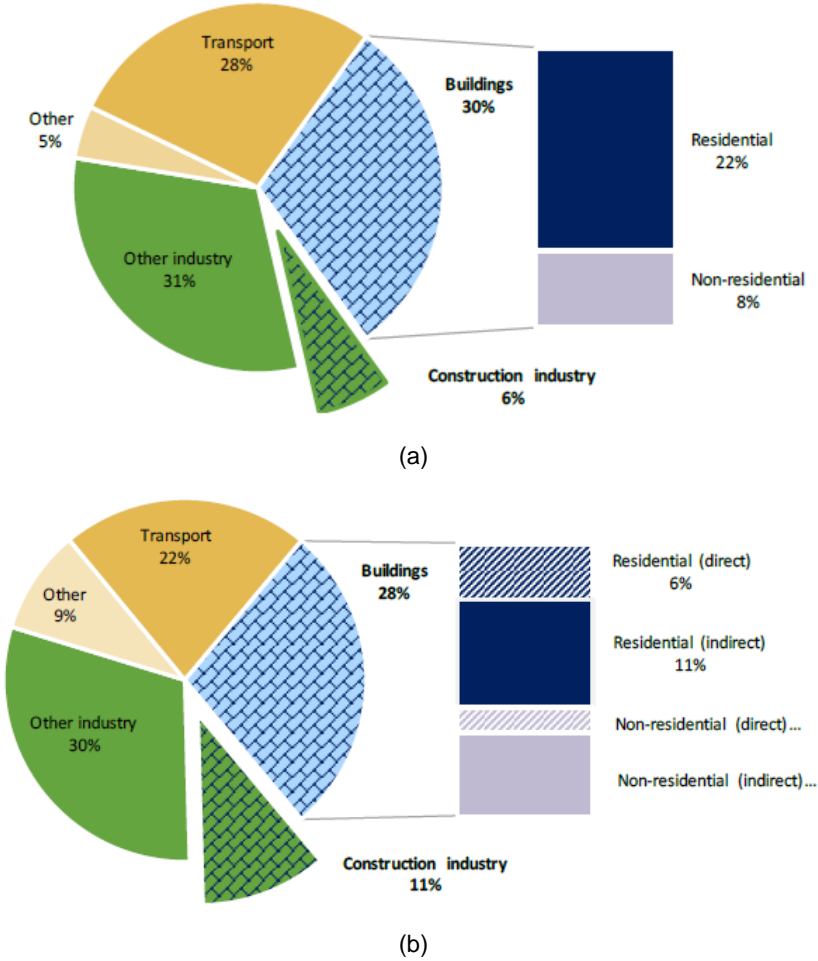 Transport
28%
Other
5%
Buildings
30%
Residential
22%
Other industry
31%
Non-residential
8%
Construction industry
6%
(a)
Transport
22%
Other
9%
Buildings
28%
Residential (direct)
6%
Residential (indirect)
11%
Other industry
30%
Non-residential (direct)...
Non-residential (indirect)...
Construction industry
11%
(b)